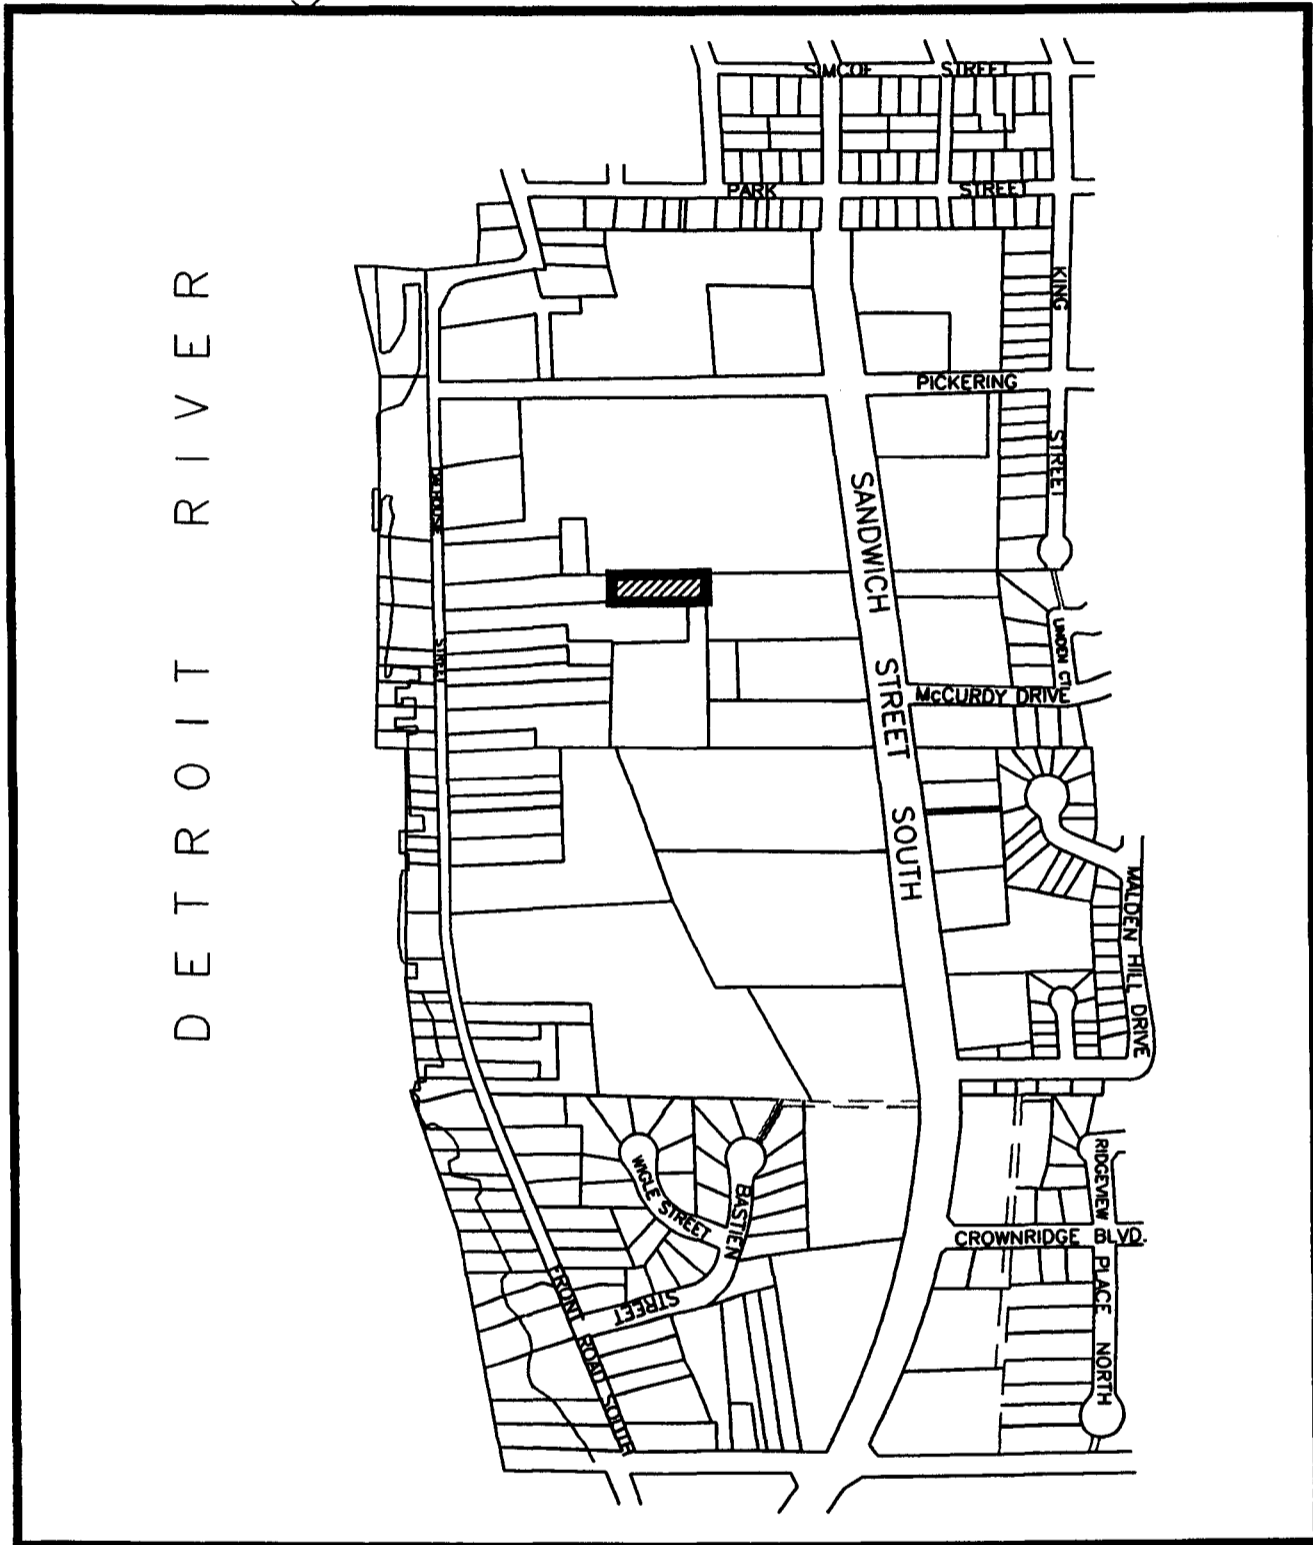 SIMCOE STREET
PARK STREET
KING STREET
PICKERING
DETROIT RIVER
DALHOUSIE STREET
SANDWICH STREET SOUTH
LINDEN CT.
McCURDY DRIVE
MALDEN HILL DRIVE
WIGLE STREET
BASTIEN STREET
RIDGEVIEW PLACE NORTH
CROWNRIDGE BLVD.
FRONT ROAD SOUTH